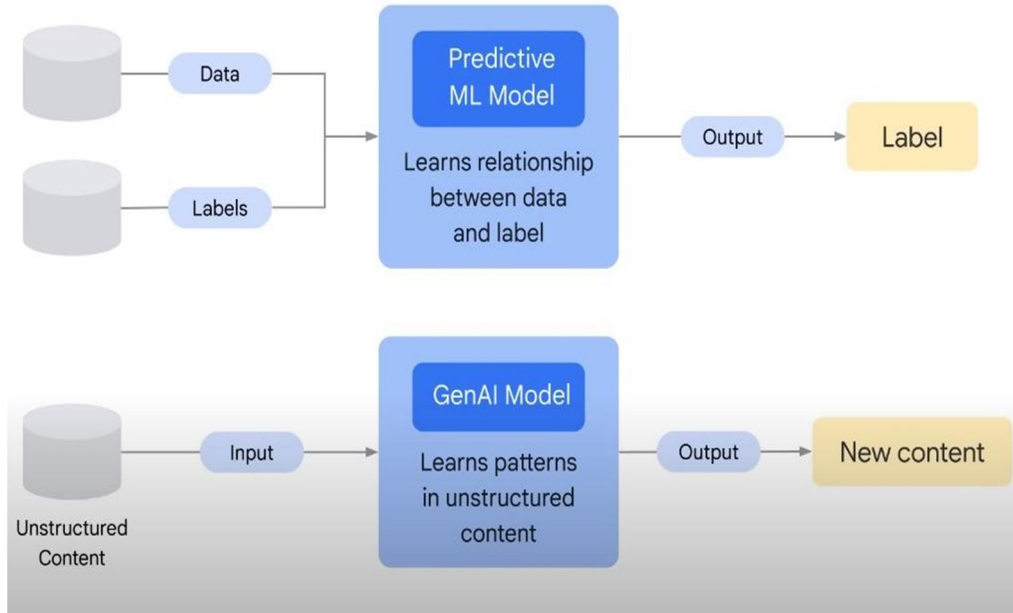 Data
Predictive
ML Model
Labels
Learns relationship
between data
and label
Output
Label
Unstructured
Content
Input
GenAI Model
Learns patterns
in unstructured
content
Output
New content